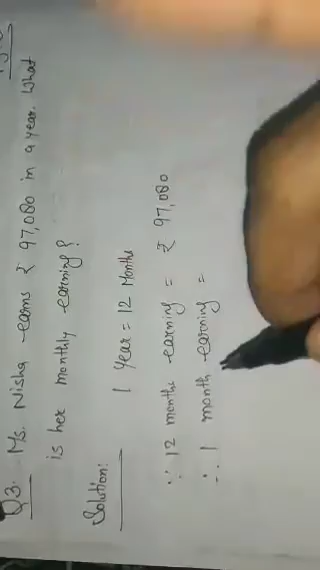 Q3. Ms. Nisha earns ₹ 97,080 in a year. What
is her monthly earning?
Solution:
1 Year = 12 Months
∵ 12 months earning = ₹ 97,080
∴ 1 month earning =